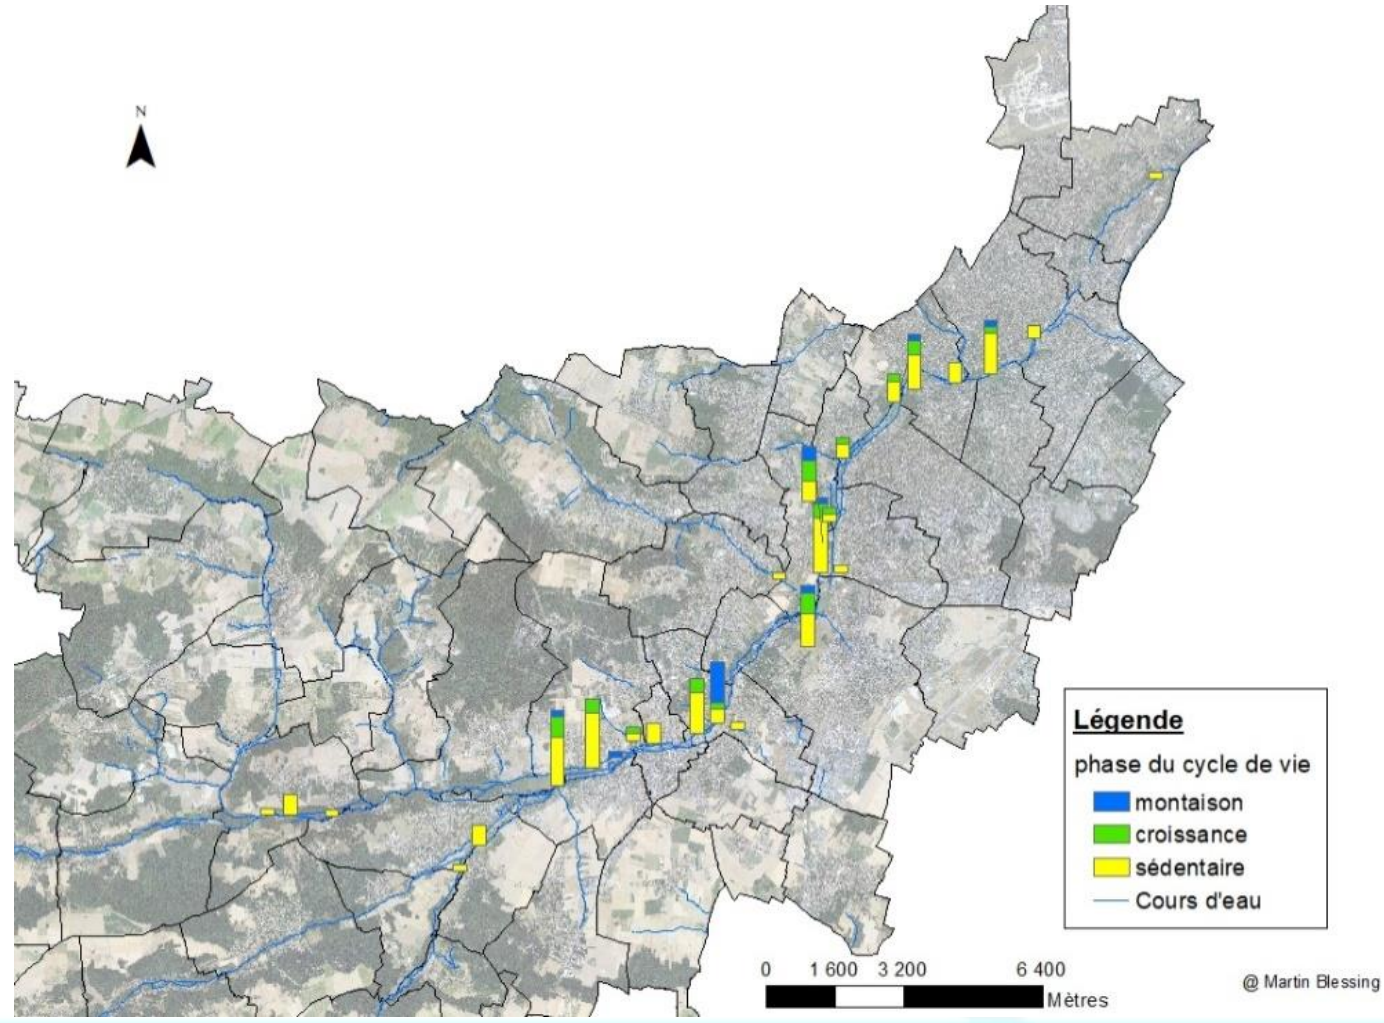 N
Légende
phase du cycle de vie
montaison
croissance
sédentaire
Cours d'eau
0 1 600 3 200 6 400
Mètres
@ Martin Blessing